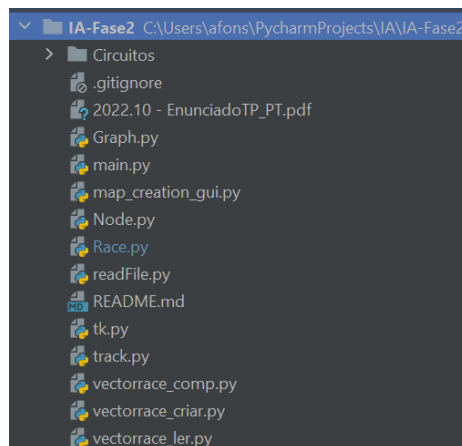 IA-Fase2 C:\Users\afons\PycharmProjects\IA\IA-Fase2
Circuitos
.gitignore
2022.10 - EnunciadoTP_PT.pdf
Graph.py
main.py
map_creation_gui.py
Node.py
Race.py
readFile.py
MD README.md
tk.py
track.py
vectorrace_comp.py
vectorrace_criar.py
vectorrace_ler.py